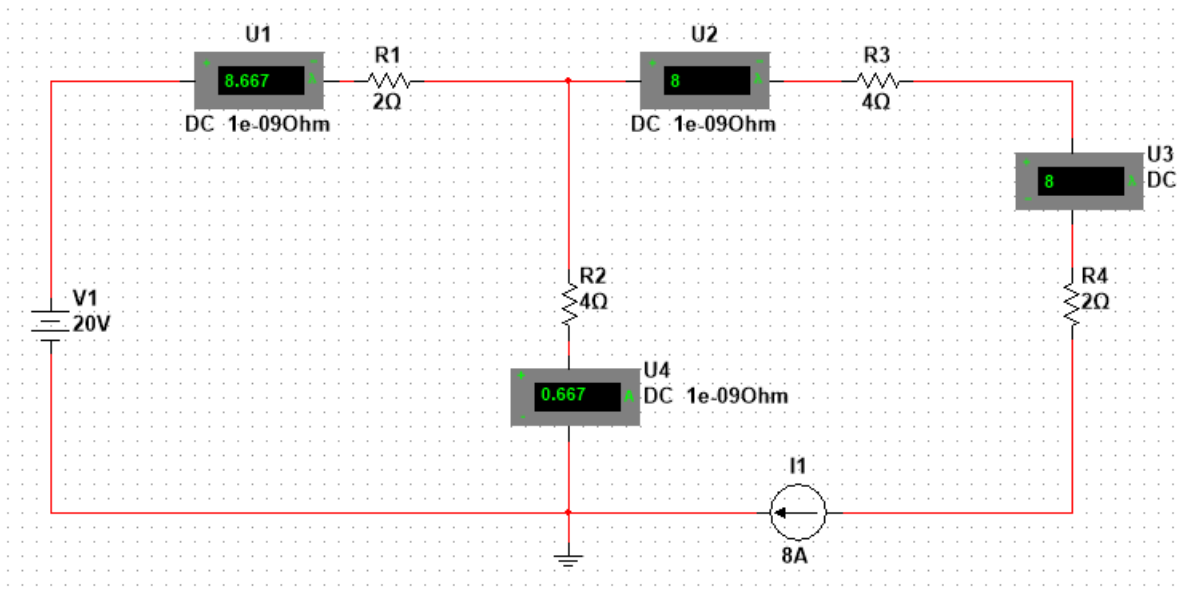 U1
8.667 A
DC 1e-09Ohm
R1
2Ω
U2
8 A
DC 1e-09Ohm
R3
4Ω
U3
8 A
DC
V1
20V
R2
4Ω
R4
2Ω
U4
0.667 A
DC 1e-09Ohm
I1
8A